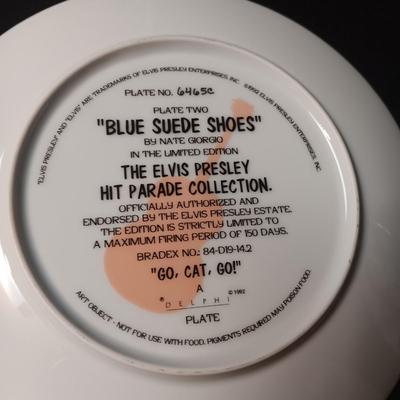 "ELVIS PRESLEY" AND "ELVIS" ARE TRADEMARKS OF ELVIS PRESLEY ENTERPRISES, INC. ©1992 ELVIS PRESLEY ENTERPRISES, INC.
PLATE NO. 6465C
PLATE TWO
"BLUE SUEDE SHOES"
BY NATE GIORGIO
IN THE LIMITED EDITION
THE ELVIS PRESLEY
HIT PARADE COLLECTION.
OFFICIALLY AUTHORIZED AND
ENDORSED BY THE ELVIS PRESLEY ESTATE.
THE EDITION IS STRICTLY LIMITED TO
A MAXIMUM FIRING PERIOD OF 150 DAYS.
BRADEX NO.: 84-D19-14.2
"GO, CAT, GO!"
A
® DELPHI ©1992
PLATE
ART OBJECT - NOT FOR USE WITH FOOD. PIGMENTS REQUIRED MAY POISON FOOD.